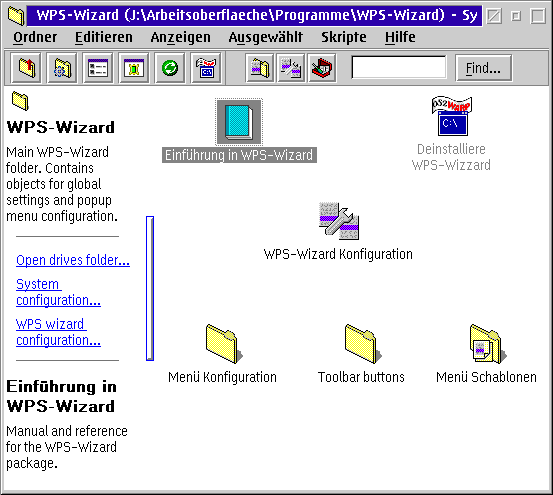 WPS-Wizard (J:\Arbeitsoberflaeche\Programme\WPS-Wizard) - Sy
Ordner Editieren Anzeigen Ausgewählt Skripte Hilfe
Find...
WPS-Wizard
Main WPS-Wizard
folder. Contains
objects for global
settings and popup
menu configuration.
Open drives folder...
System
configuration...
WPS wizard
configuration...
Einführung in
WPS-Wizard
Manual and reference
for the WPS-Wizard
package.
Einführung in WPS-Wizard
OS2 WARP
C:\
Deinstalliere
WPS-Wizzard
WPS-Wizard Konfiguration
Menü Konfiguration
Toolbar buttons
Menü Schablonen